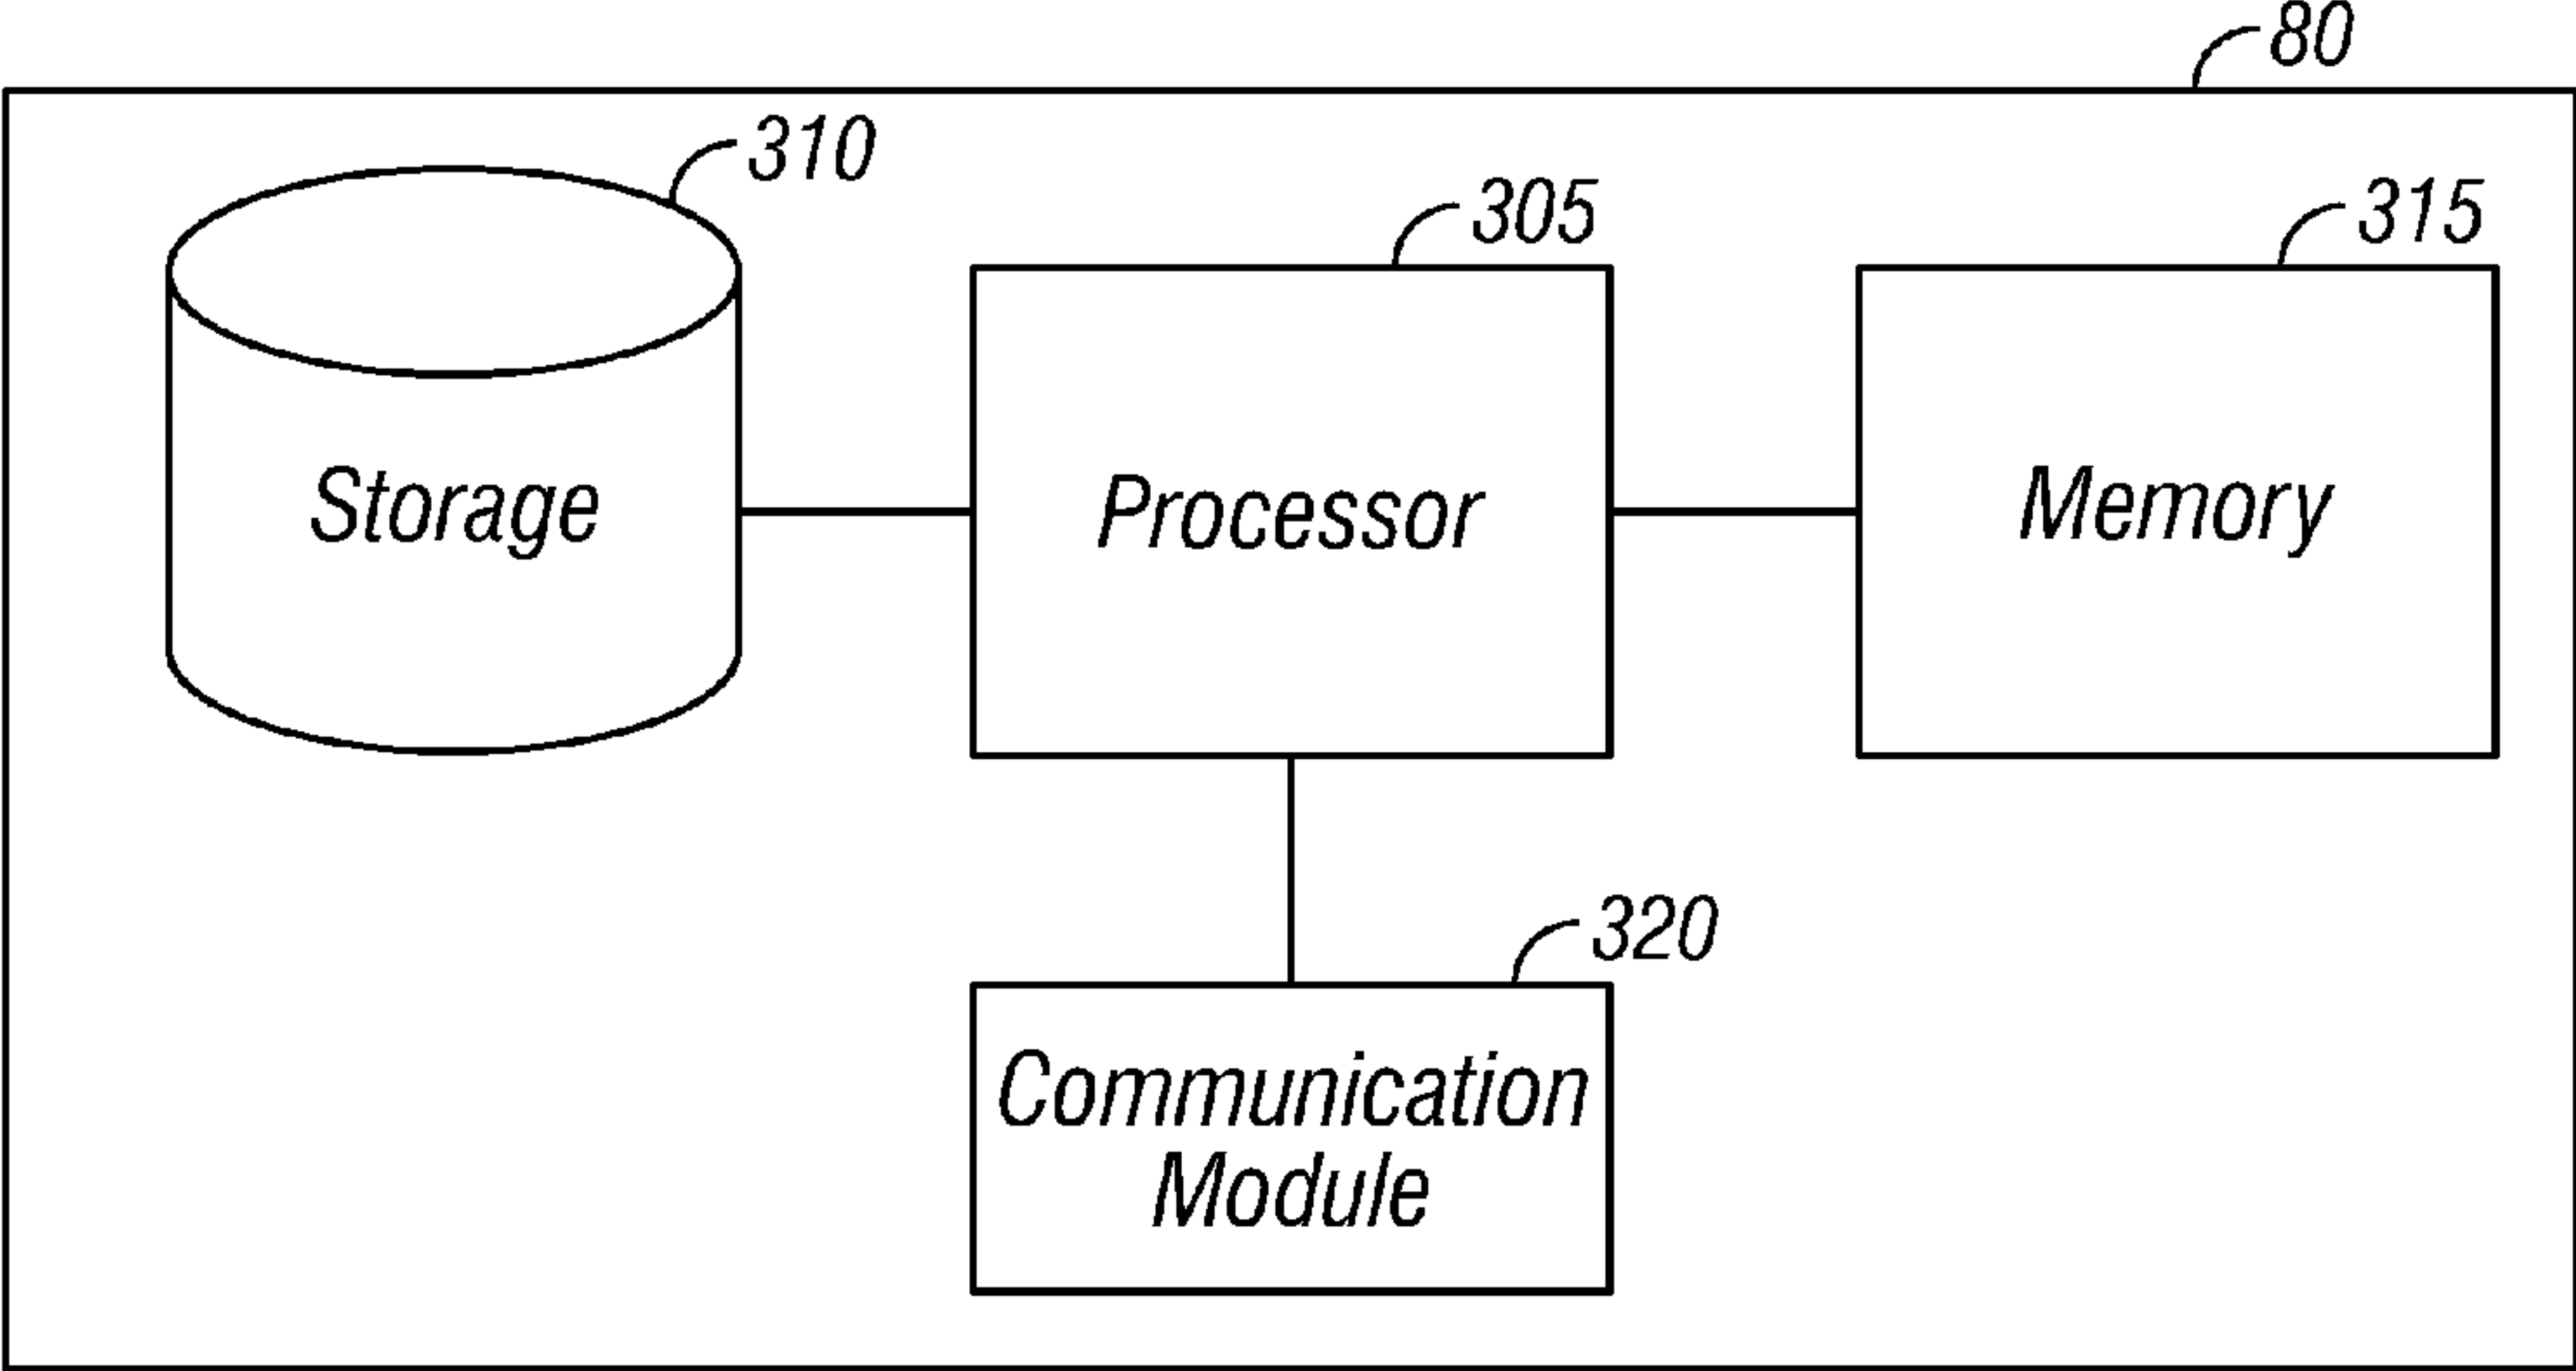 80
310
305
315
Storage
Processor
Memory
320
Communication
Module